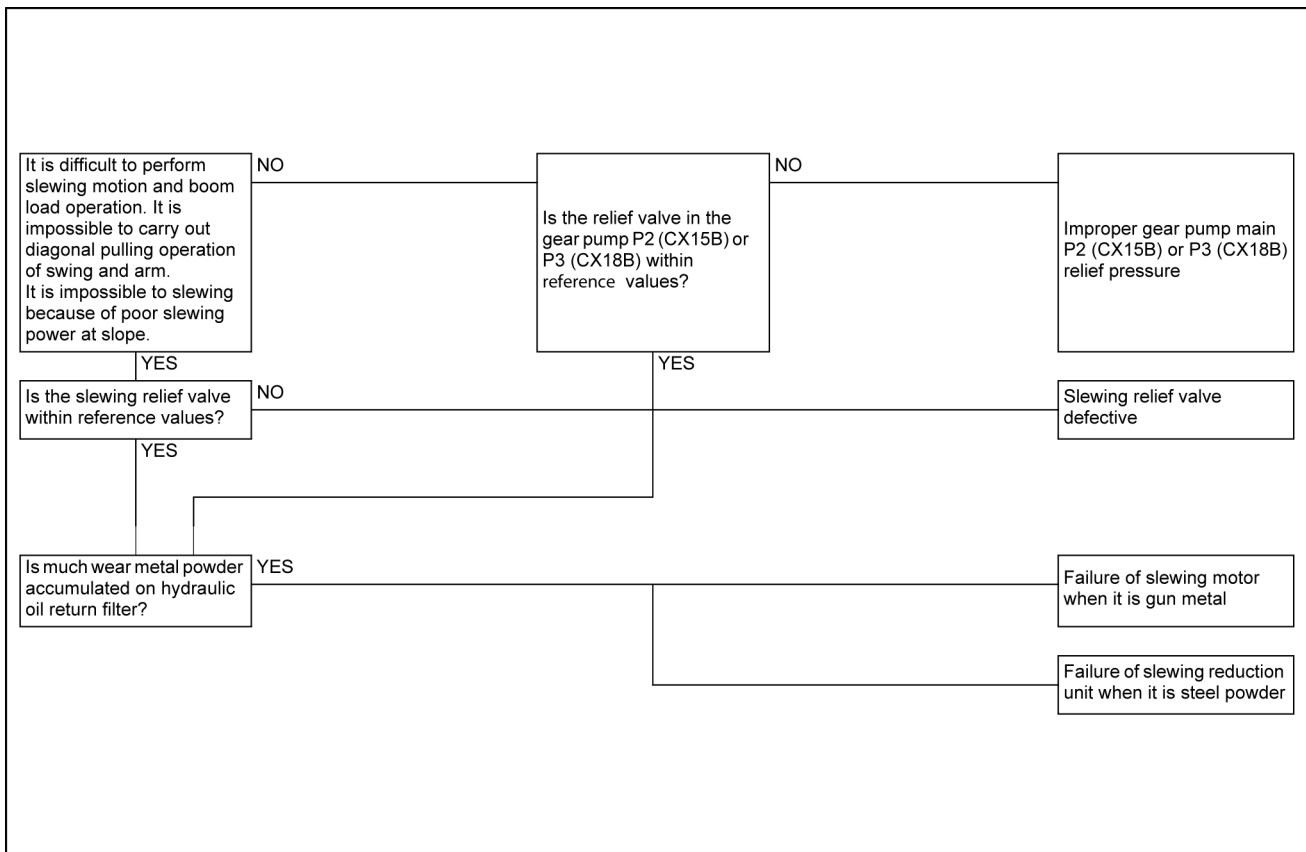 It is difficult to perform
slewing motion and boom
load operation. It is
impossible to carry out
diagonal pulling operation
of swing and arm.
It is impossible to slewing
because of poor slewing
power at slope.
NO
Is the relief valve in the
gear pump P2 (CX15B) or
P3 (CX18B) within
reference values?
NO
Improper gear pump main
P2 (CX15B) or P3 (CX18B)
relief pressure
YES
YES
Is the slewing relief valve
within reference values?
NO
Slewing relief valve
defective
YES
Is much wear metal powder
accumulated on hydraulic
oil return filter?
YES
Failure of slewing motor
when it is gun metal
Failure of slewing reduction
unit when it is steel powder